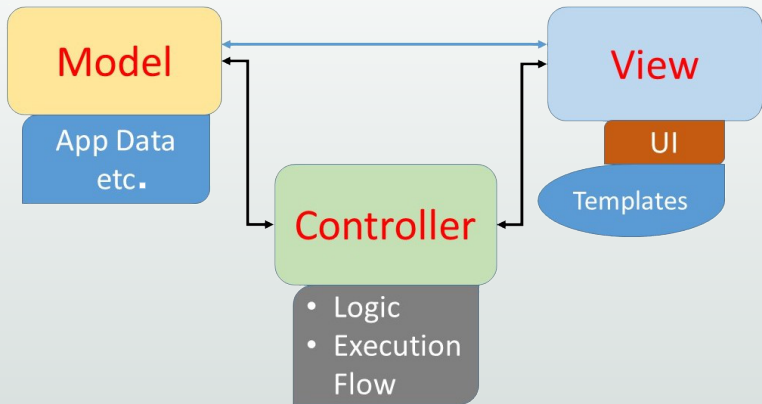 Model
App Data
etc.
View
UI
Templates
Controller
• Logic
• Execution
Flow